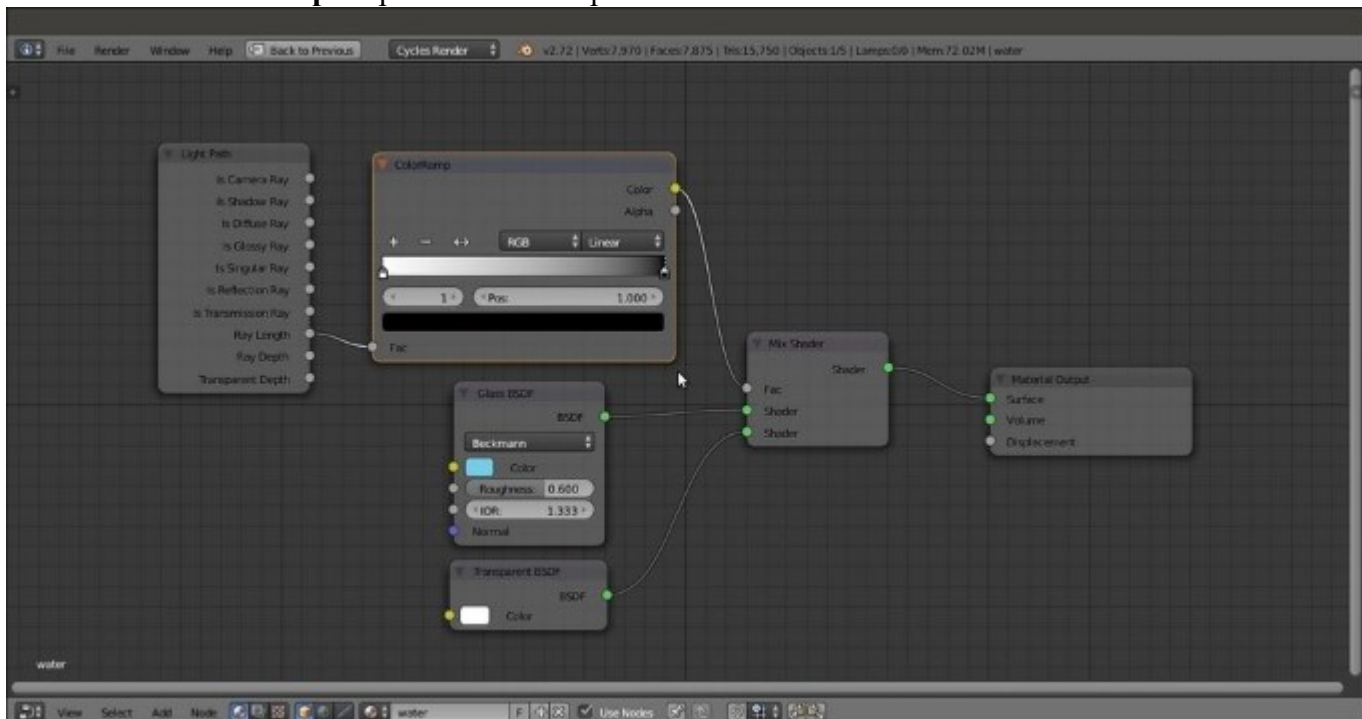 File Render Window Help Back to Previous Cycles Render v2.72 | Verts:7,970 | Faces:7,875 | Tris:15,750 | Objects:1/5 | Lamps:0/0 | Mem:72.02M | water
Light Path
Is Camera Ray
Is Shadow Ray
Is Diffuse Ray
Is Glossy Ray
Is Singular Ray
Is Reflection Ray
Is Transmission Ray
Ray Length
Ray Depth
Transparent Depth
ColorRamp
Color
Alpha
RGB Linear
1 Pos: 1.000
Fac
Glass BSDF
BSDF
Beckmann
Color
Roughness: 0.600
IOR: 1.333
Normal
Transparent BSDF
BSDF
Color
Mix Shader
Shader
Fac
Shader
Shader
Material Output
Surface
Volume
Displacement
water
View Select Add Node water F Use Nodes